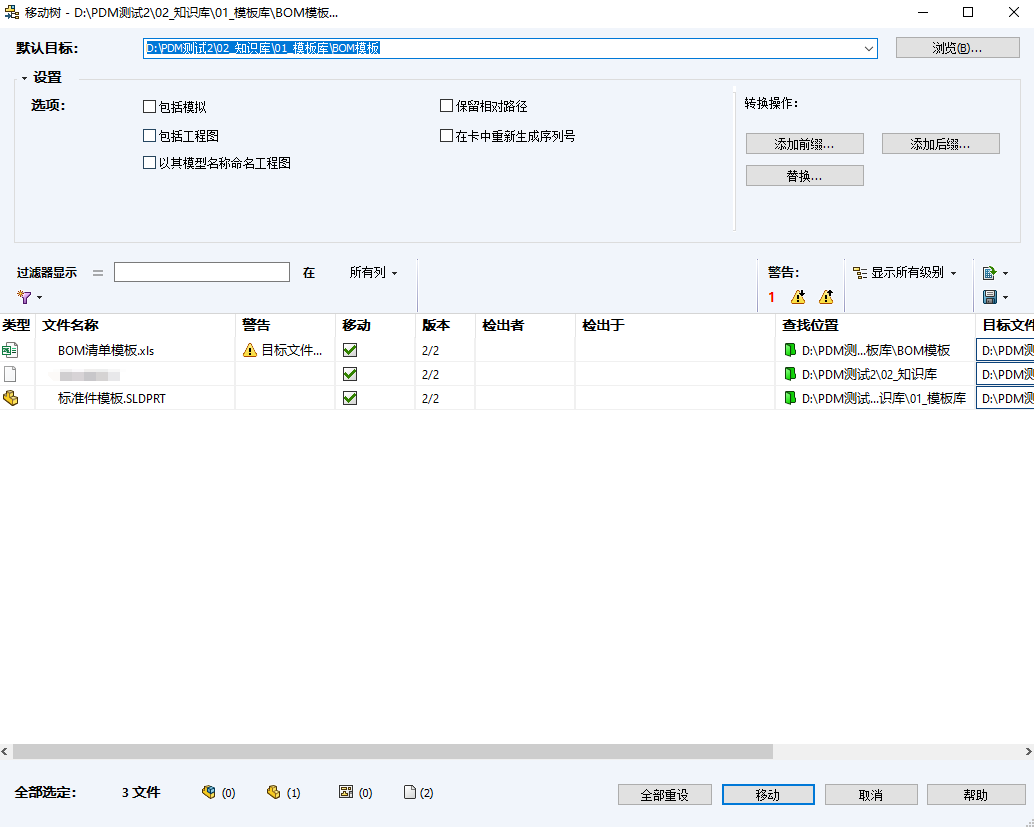 移动树 - D:\PDM测试2\02_知识库\01_模板库\BOM模板...
默认目标: D:\PDM测试2\02_知识库\01_模板库\BOM模板 浏览(B)...
设置
选项: 包括模拟 保留相对路径 转换操作:
包括工程图 在卡中重新生成序列号 添加前缀... 添加后缀...
以其模型名称命名工程图 替换...
过滤器显示 = 在 所有列 警告: 显示所有级别
1
类型 文件名称 警告 移动 版本 检出者 检出于 查找位置 目标文件
BOM清单模板.xls 目标文件... 2/2 D:\PDM测...板库\BOM模板 D:\PDM测
2/2 D:\PDM测试2\02_知识库 D:\PDM测
标准件模板.SLDPRT 2/2 D:\PDM测试...识库\01_模板库 D:\PDM测
全部选定: 3 文件 (0) (1) (0) (2) 全部重设 移动 取消 帮助